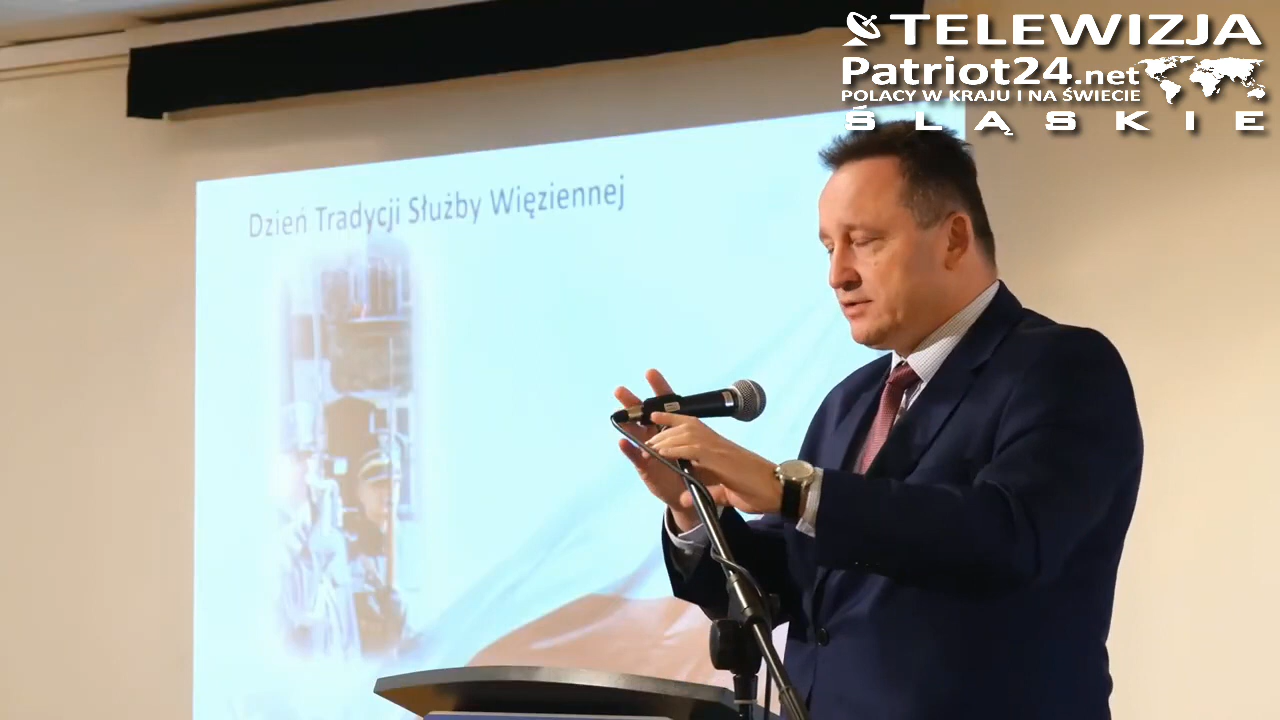 TELEWIZJA
Patriot24.net
POLACY W KRAJU I NA ŚWIECIE
ŚLĄSKIE
Dzień Tradycji Służby Więziennej